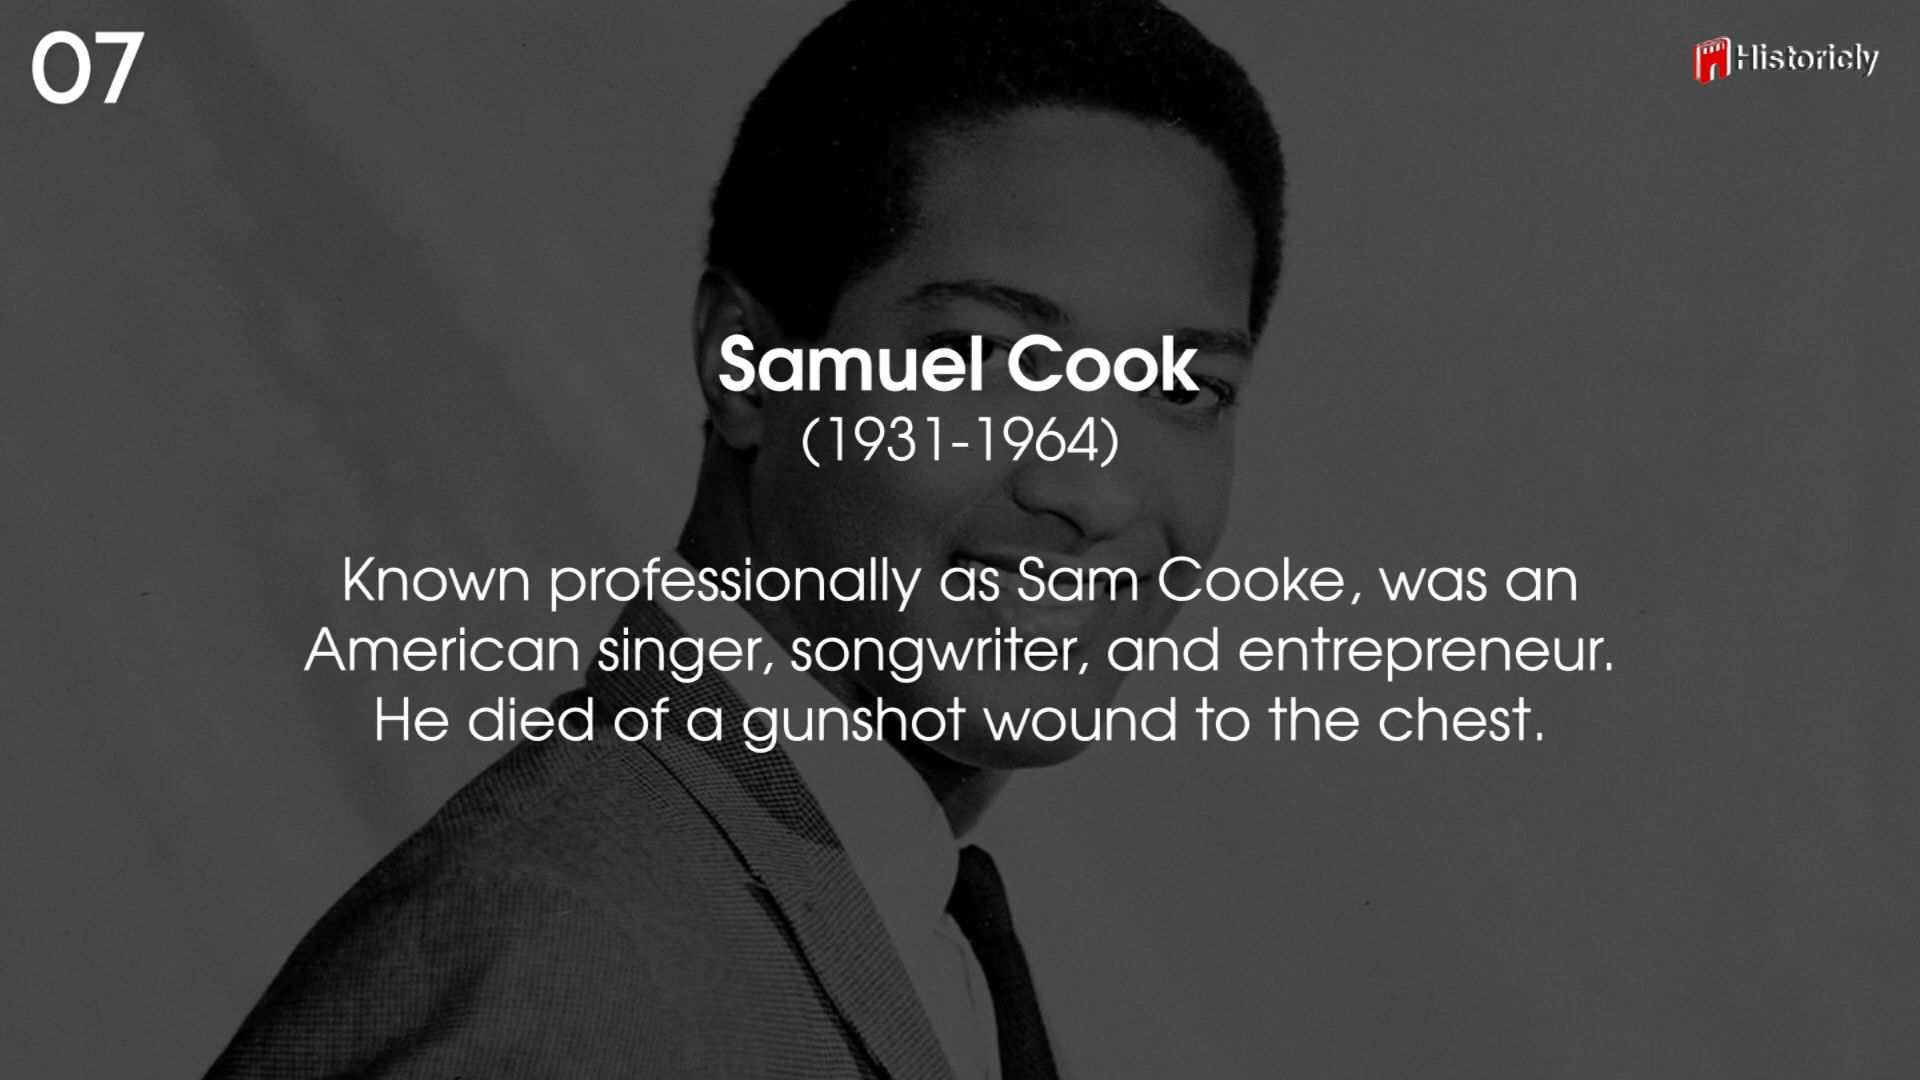 07
Historicly
Samuel Cook
(1931-1964)
Known professionally as Sam Cooke, was an
American singer, songwriter, and entrepreneur.
He died of a gunshot wound to the chest.